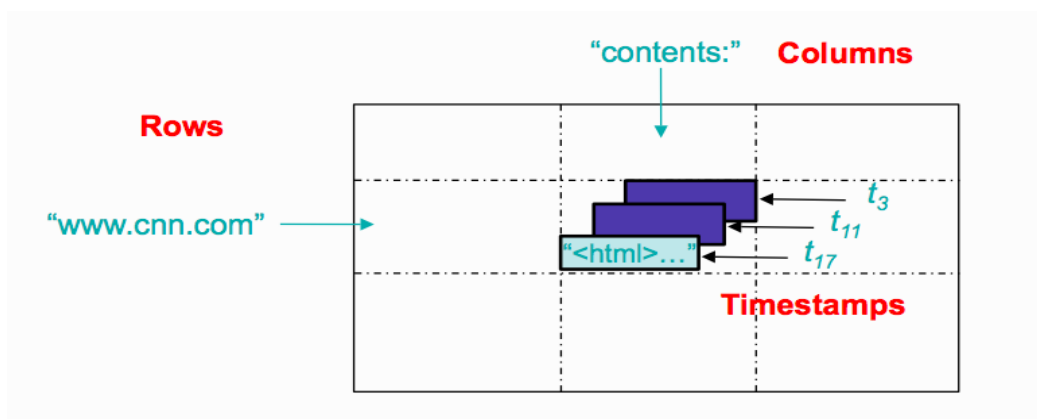 “contents:”
Columns
Rows
“www.cnn.com”
t3
t11
“<html>…”
t17
Timestamps